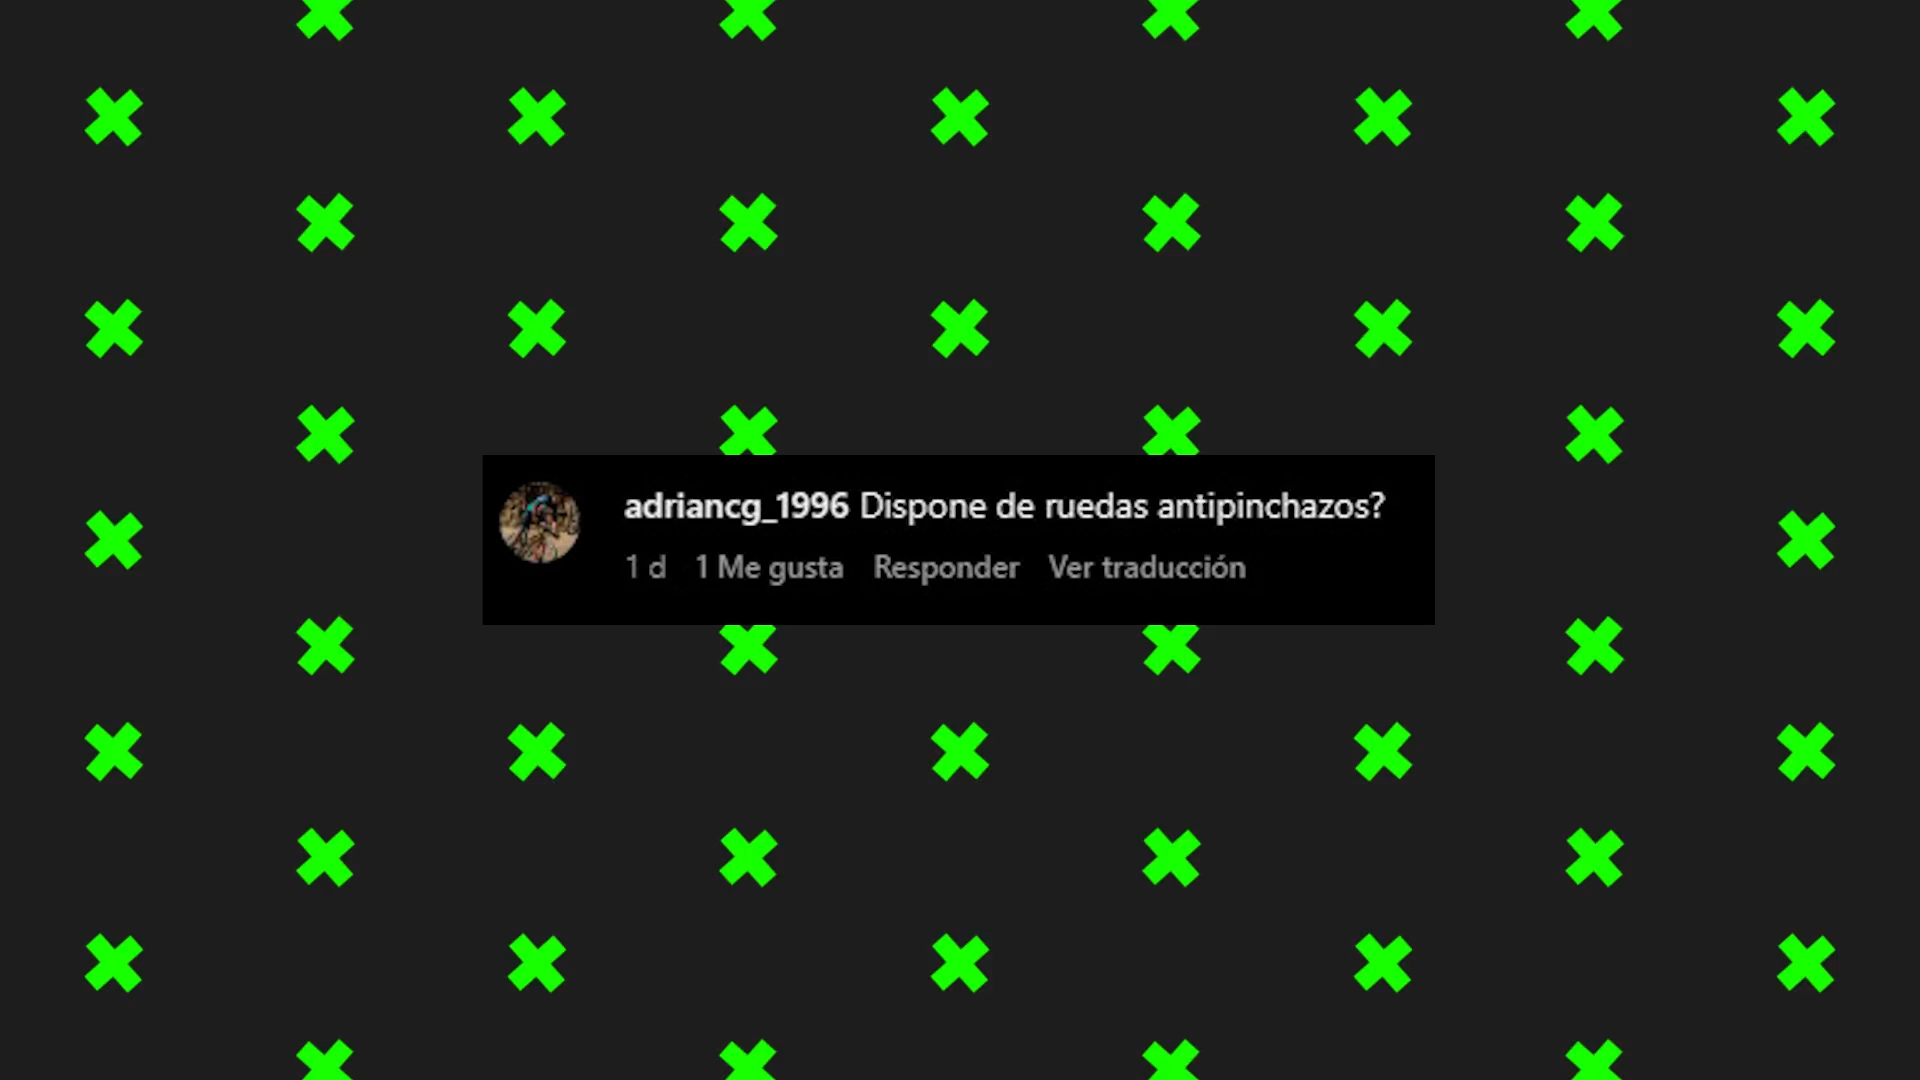 adriancg_1996 Dispone de ruedas antipinchazos?
1 d 1 Me gusta Responder Ver traducción